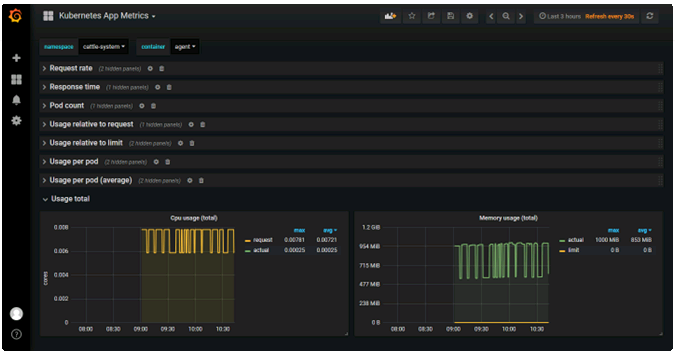 Kubernetes App Metrics
Last 3 hours Refresh every 30s
namespace cattle-system container agent
Request rate (2 hidden panels)
Response time (1 hidden panels)
Pod count (1 hidden panels)
Usage relative to request (1 hidden panels)
Usage relative to limit (2 hidden panels)
Usage per pod (2 hidden panels)
Usage per pod (average) (2 hidden panels)
Usage total
Cpu usage (total)
cores
0.008
0.006
0.004
0.002
0
08:00 08:30 09:00 09:30 10:00 10:30
max avg
request 0.00781 0.00721
actual 0.00025 0.00025
Memory usage (total)
1.2 GiB
954 MiB
715 MiB
477 MiB
238 MiB
0 B
08:00 08:30 09:00 09:30 10:00 10:30
max avg
actual 1000 MiB 853 MiB
limit 0 B 0 B